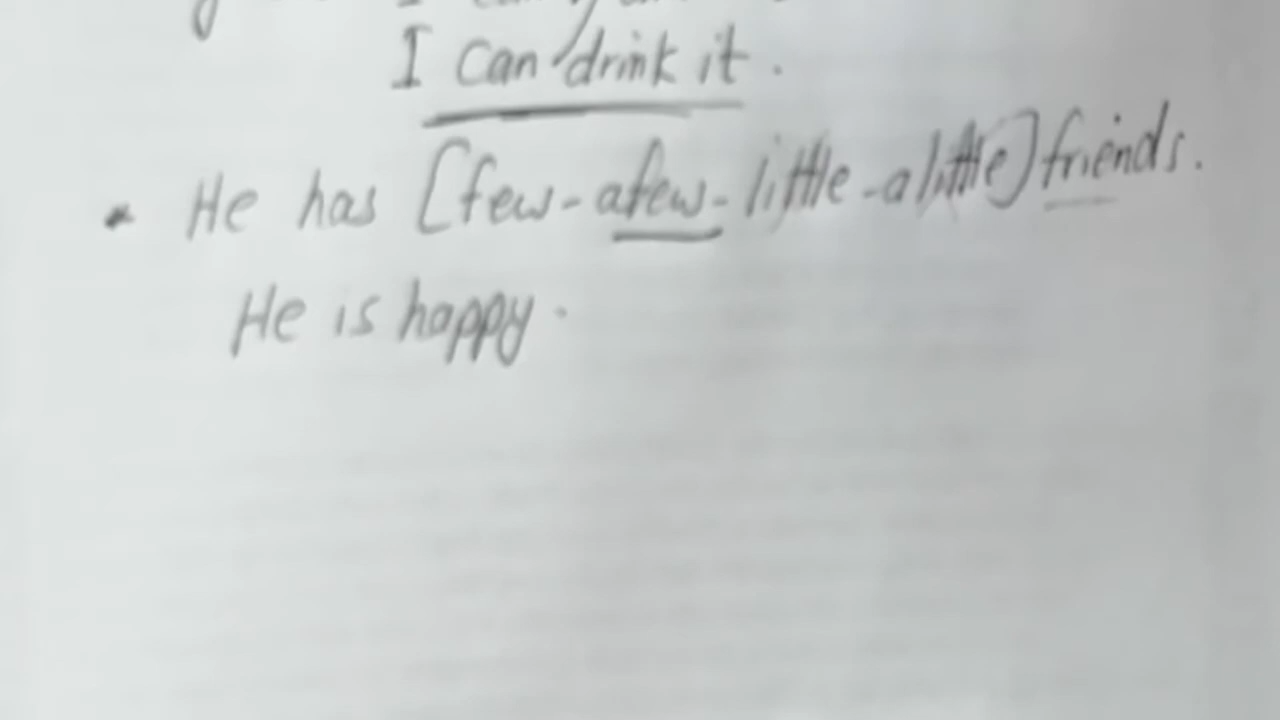 I can drink it.
He has [few - a few - little - a little] friends.
He is happy.